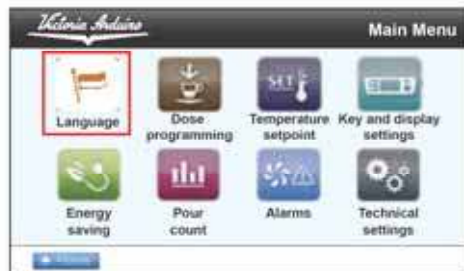 Victoria Arduino
Main Menu
SET
Language
Dose programming
Temperature setpoint
Key and display settings
Energy saving
Pour count
Alarms
Technical settings